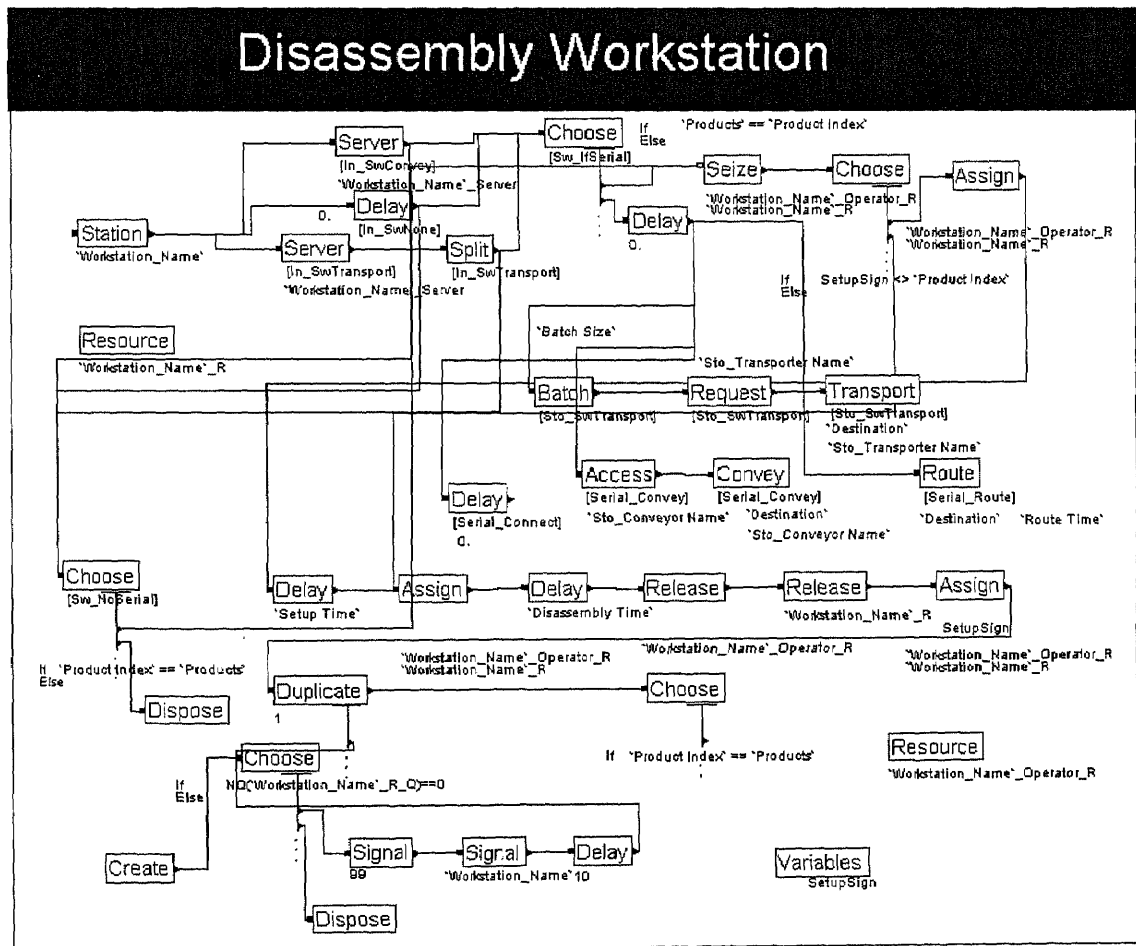 Disassembly Workstation
Server
[In_SwConvey]
`Workstation_Name`_Server
Choose
[Sw_IfSerial]
If
Else
`Products` == `Product Index`
Seize
`Workstation_Name`_Operator_R
`Workstation_Name`_R
Choose
Assign
`Workstation_Name`_Operator_R
`Workstation_Name`_R
Station
`Workstation_Name`
0.
Delay
[In_SwNone]
Server
[In_SwTransport]
`Workstation_Name`_Server
Split
[In_SwTransport]
Delay
0.
If
Else
SetupSign <> `Product Index`
Resource
`Workstation_Name`_R
`Batch Size`
`Sto_Transporter Name`
Batch
[Sto_SwTransport]
Request
[Sto_SwTransport]
Transport
[Sto_SwTransport]
`Destination`
`Sto_Transporter Name`
Delay
[Serial_Connect]
0.
Access
[Serial_Convey]
`Sto_Conveyor Name`
Convey
[Serial_Convey]
`Destination`
`Sto_Conveyor Name`
Route
[Serial_Route]
`Destination` `Route Time`
Choose
[Sw_NoSerial]
If `Product Index` == `Products`
Else
Dispose
Delay
`Setup Time`
Assign
Delay
`Disassembly Time`
Release
Release
`Workstation_Name`_R
Assign
SetupSign
`Workstation_Name`_Operator_R
`Workstation_Name`_R
`Workstation_Name`_Operator_R
`Workstation_Name`_Operator_R
`Workstation_Name`_R
Duplicate
1
Choose
If `Product Index` == `Products`
Choose
If
Else
NQ(`Workstation_Name`_R_Q)==0
Resource
`Workstation_Name`_Operator_R
Create
Signal
99
Signal
`Workstation_Name`
Delay
10
Dispose
Variables
SetupSign